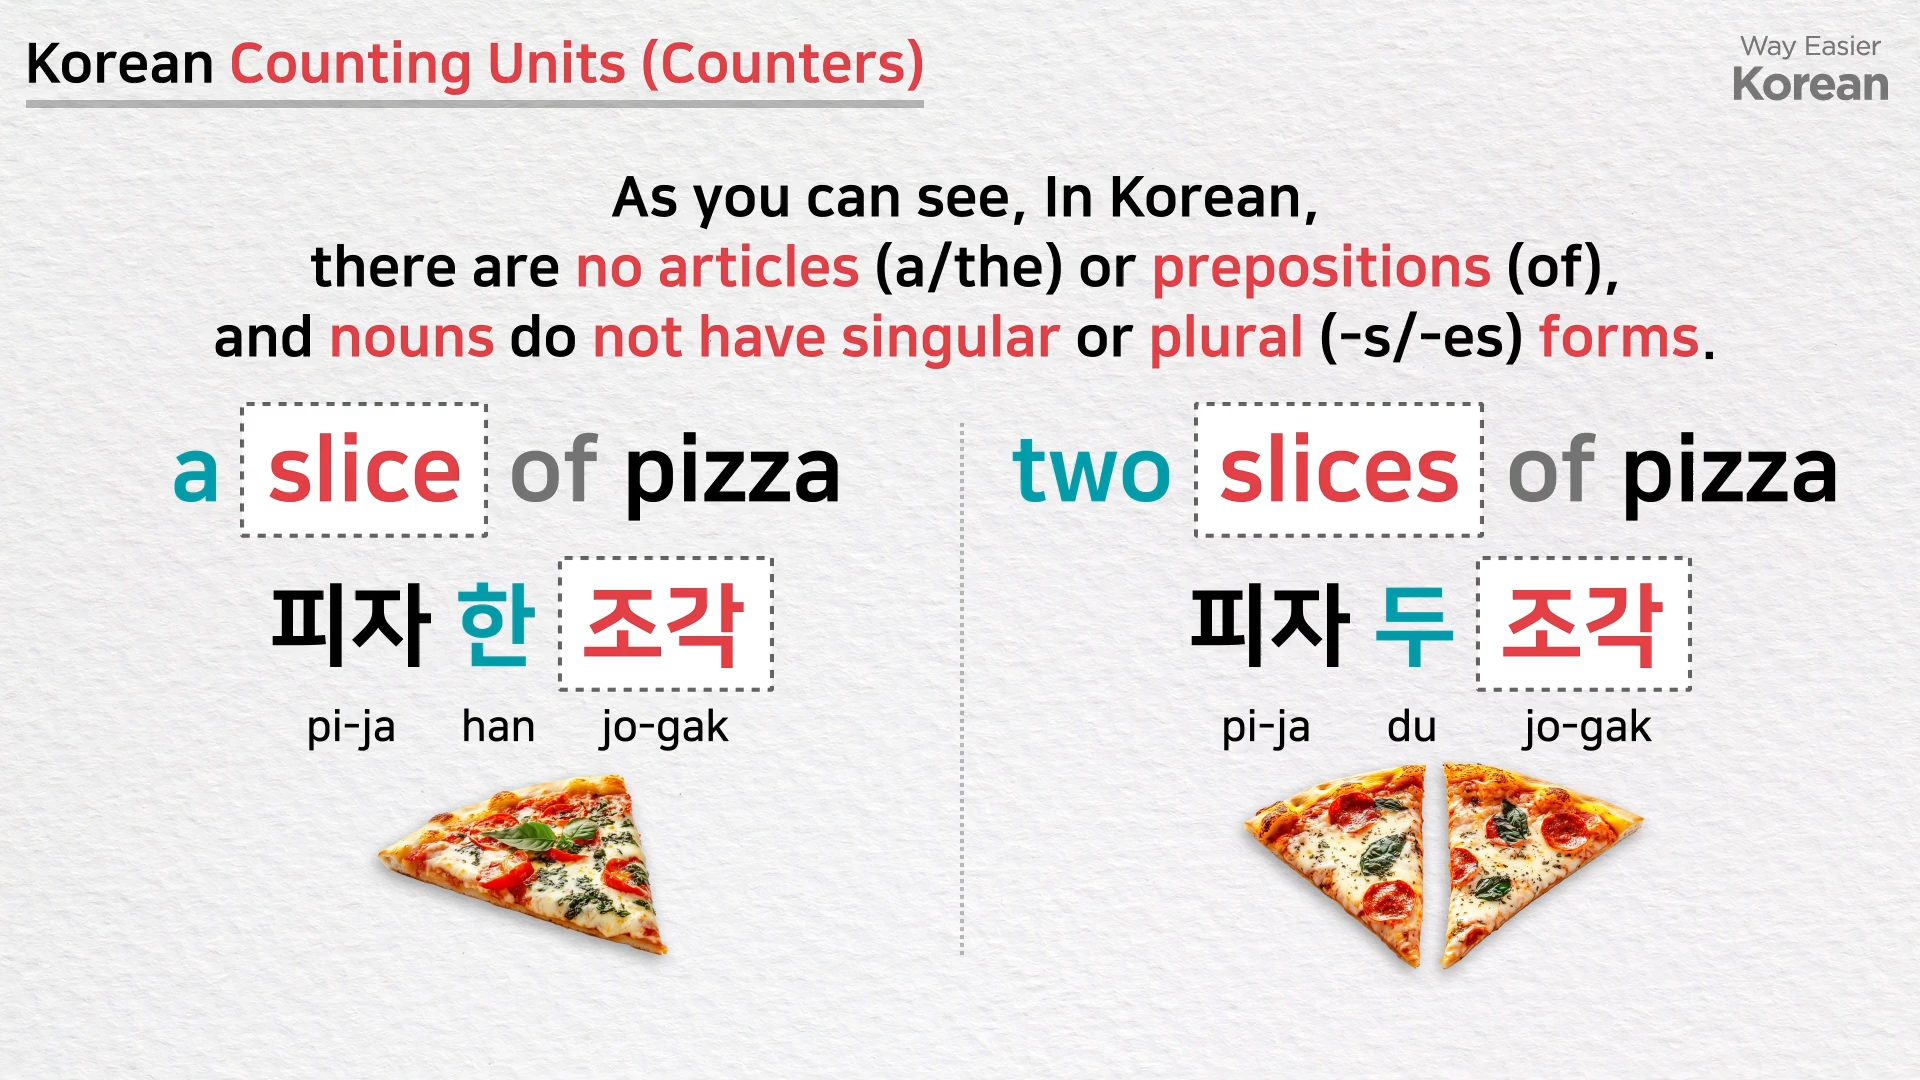 Korean Counting Units (Counters)
Way Easier
Korean
As you can see, In Korean,
there are no articles (a/the) or prepositions (of),
and nouns do not have singular or plural (-s/-es) forms.
a slice of pizza
피자 한 조각
pi-ja han jo-gak
two slices of pizza
피자 두 조각
pi-ja du jo-gak